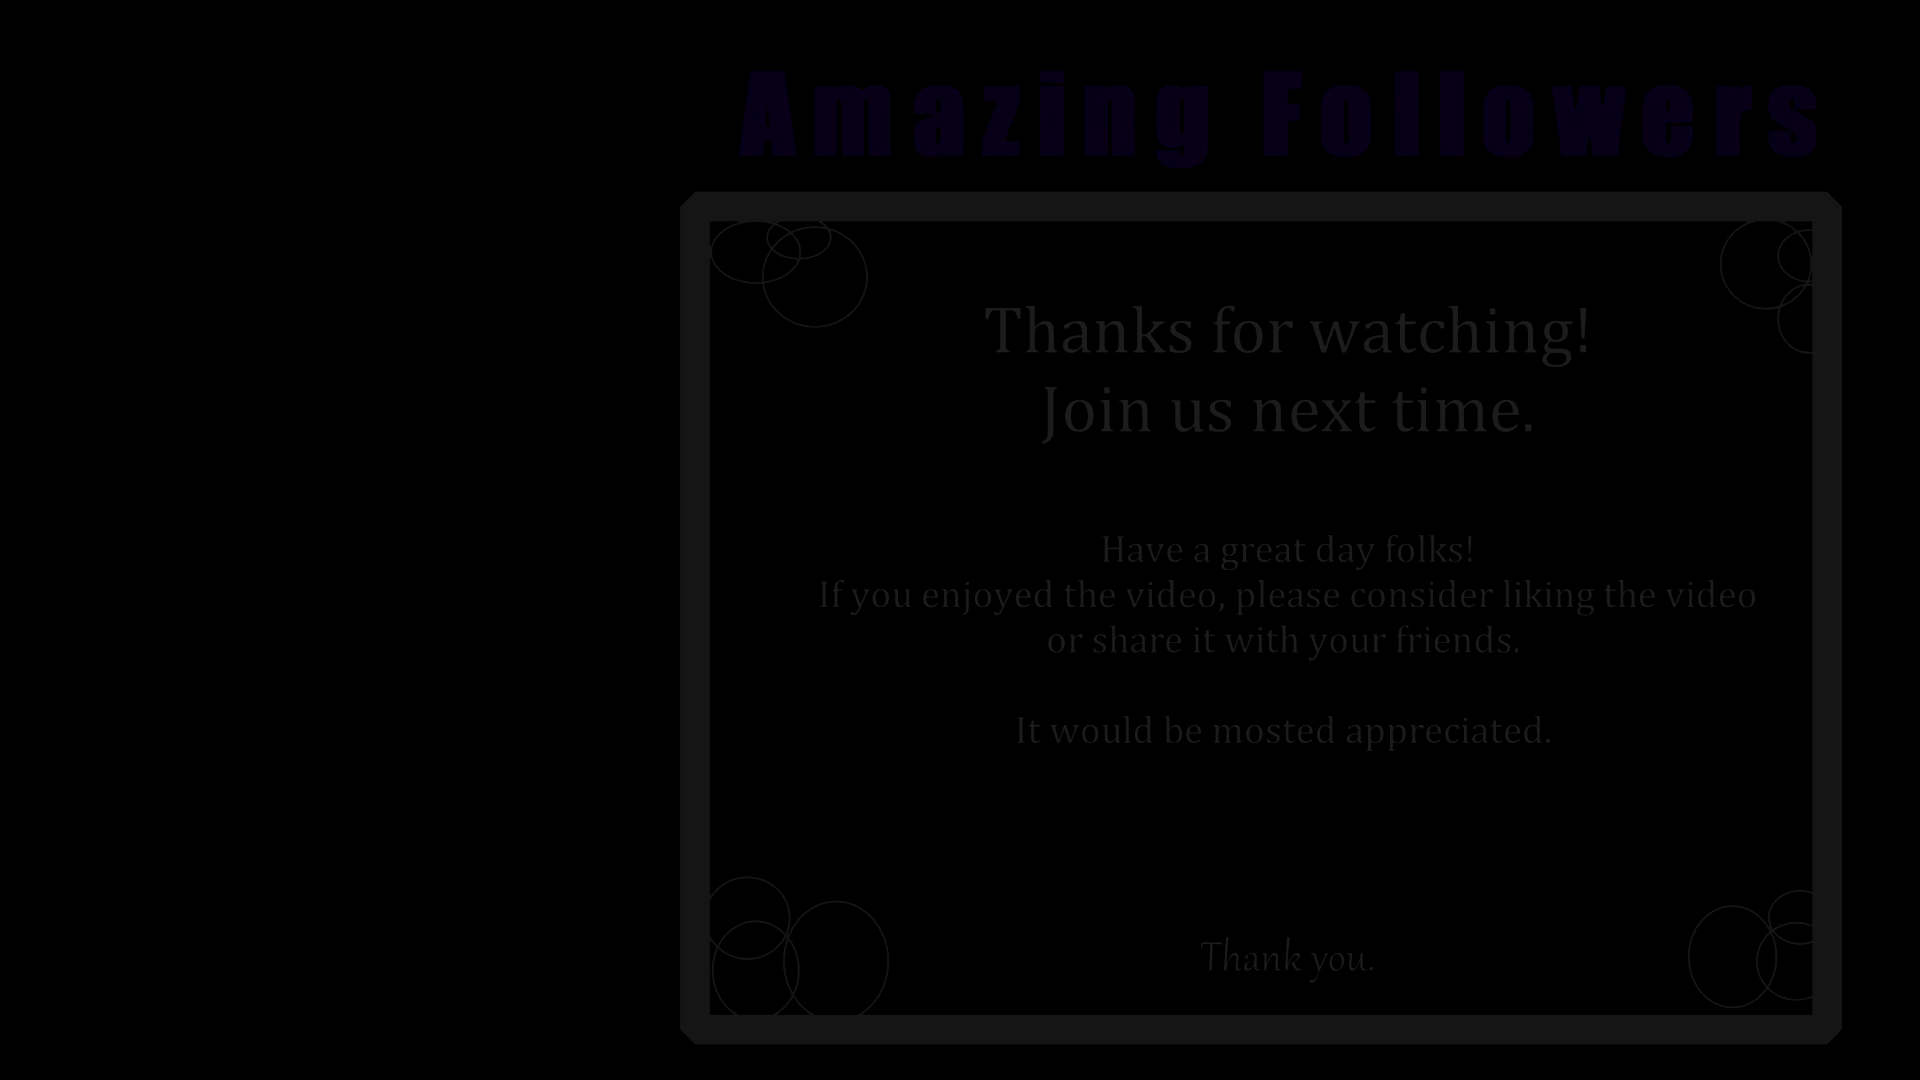 Amazing Followers
Thanks for watching!
Join us next time.
Have a great day folks!
If you enjoyed the video, please consider liking the video
or share it with your friends.
It would be mosted appreciated.
Thank you.